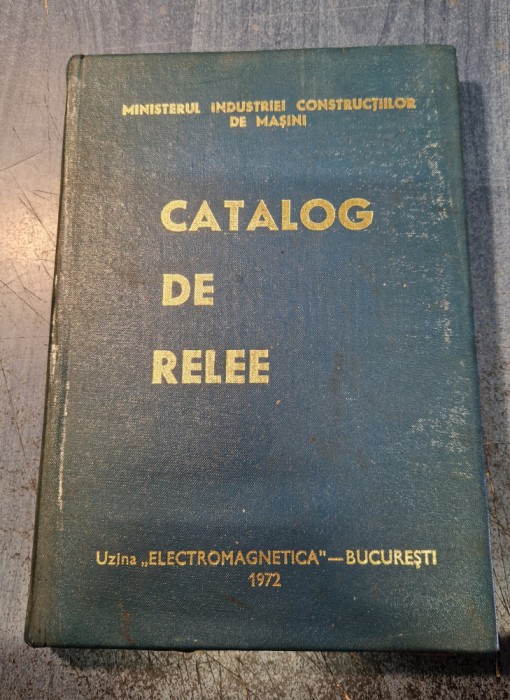 MINISTERUL INDUSTRIEI CONSTRUCȚIILOR
DE MAȘINI
CATALOG
DE
RELEE
Uzina „ELECTROMAGNETICA"—BUCUREȘTI
1972